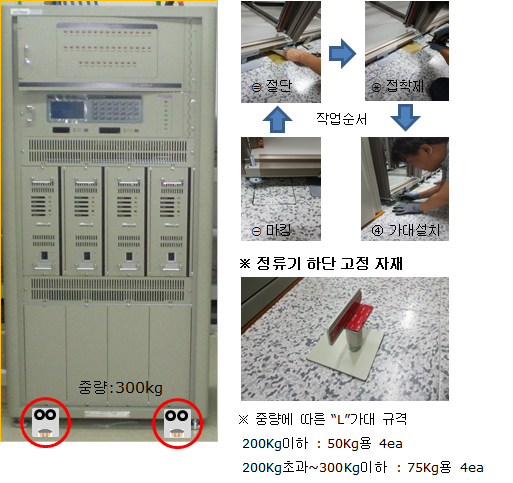 중량:300kg
⊖ 마킹
⊜ 절단
⊛ 접착제
④ 가대설치
작업순서
※ 정류기 하단 고정 자재
※ 중량에 따른 “L”가대 규격
200Kg이하 : 50Kg용 4ea
200Kg초과~300Kg이하 : 75Kg용 4ea